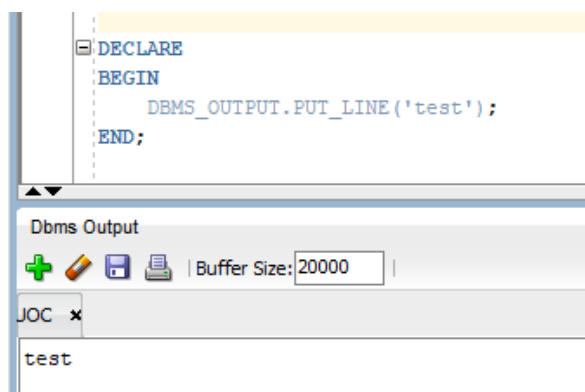 DECLARE
BEGIN
DBMS_OUTPUT.PUT_LINE('test');
END;
Dbms Output
Buffer Size: 20000
JOC
test